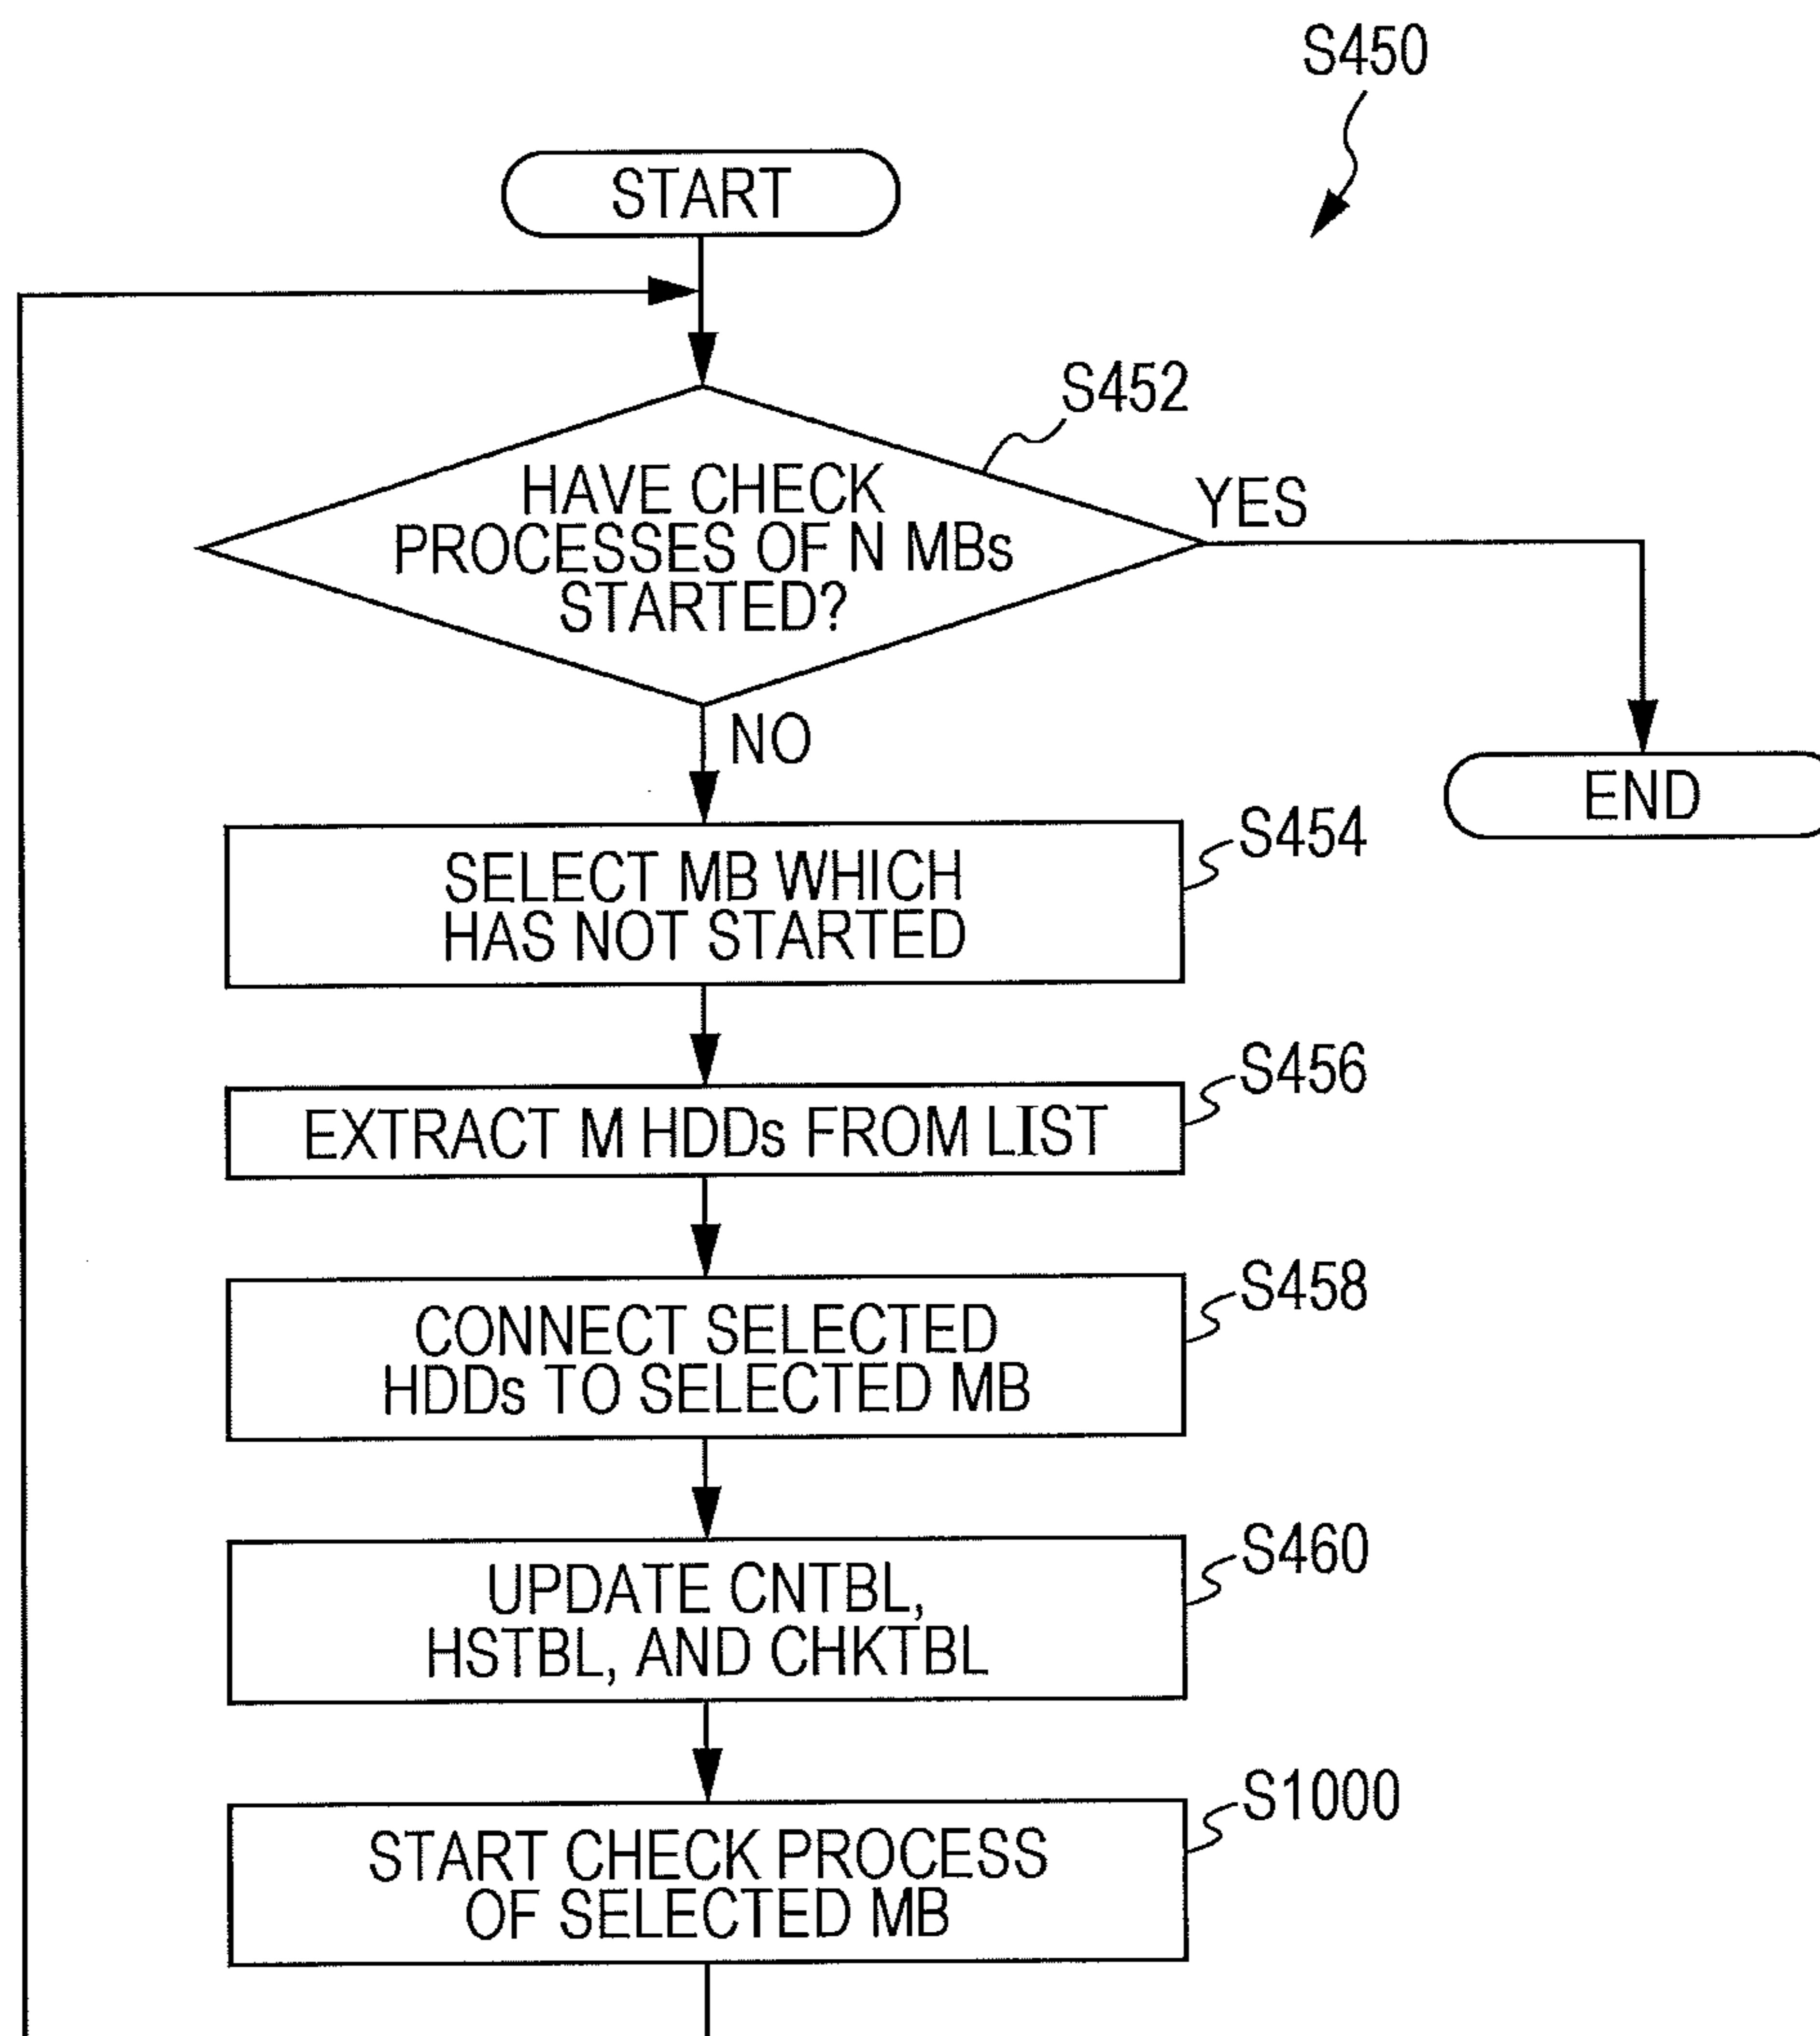 S450
START
S452
HAVE CHECK
PROCESSES OF N MBs
STARTED?
YES
NO
END
S454
SELECT MB WHICH
HAS NOT STARTED
S456
EXTRACT M HDDs FROM LIST
S458
CONNECT SELECTED
HDDs TO SELECTED MB
S460
UPDATE CNTBL,
HSTBL, AND CHKTBL
S1000
START CHECK PROCESS
OF SELECTED MB